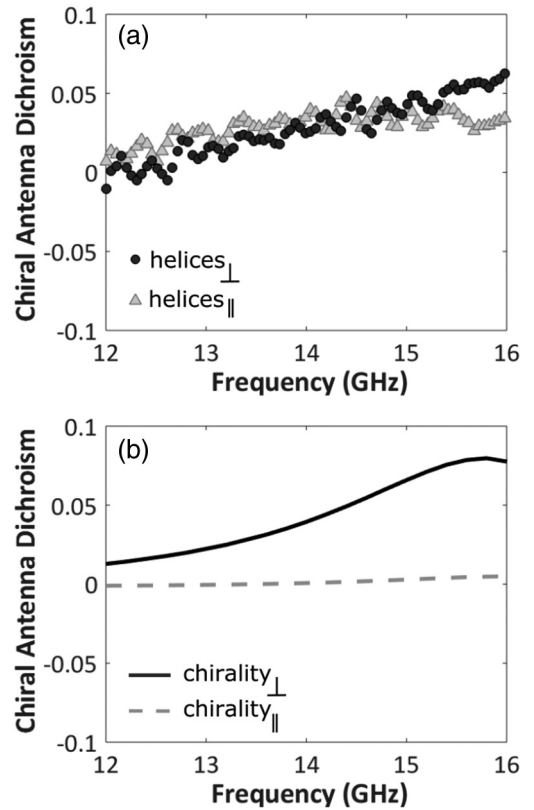 (a)
Chiral Antenna Dichroism
0.1
0.05
0
-0.05
-0.1
helices⊥
helices∥
12 13 14 15 16
Frequency (GHz)
(b)
Chiral Antenna Dichroism
0.1
0.05
0
-0.05
-0.1
chirality⊥
chirality∥
12 13 14 15 16
Frequency (GHz)